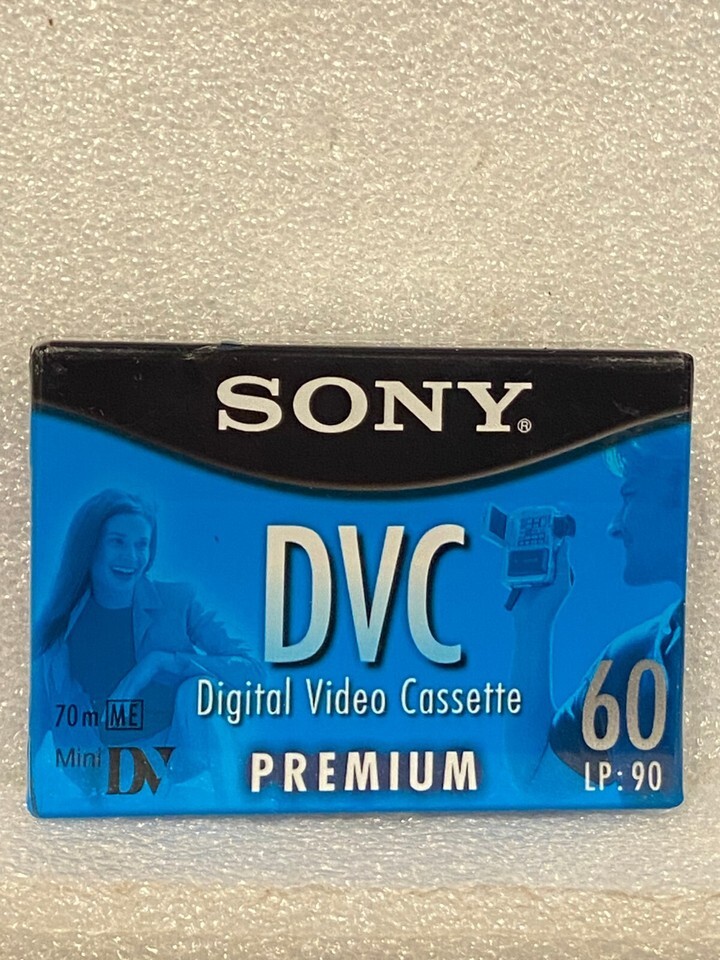 SONY®
DVC
Digital Video Cassette
70m ME
60
Mini DV
PREMIUM
LP: 90